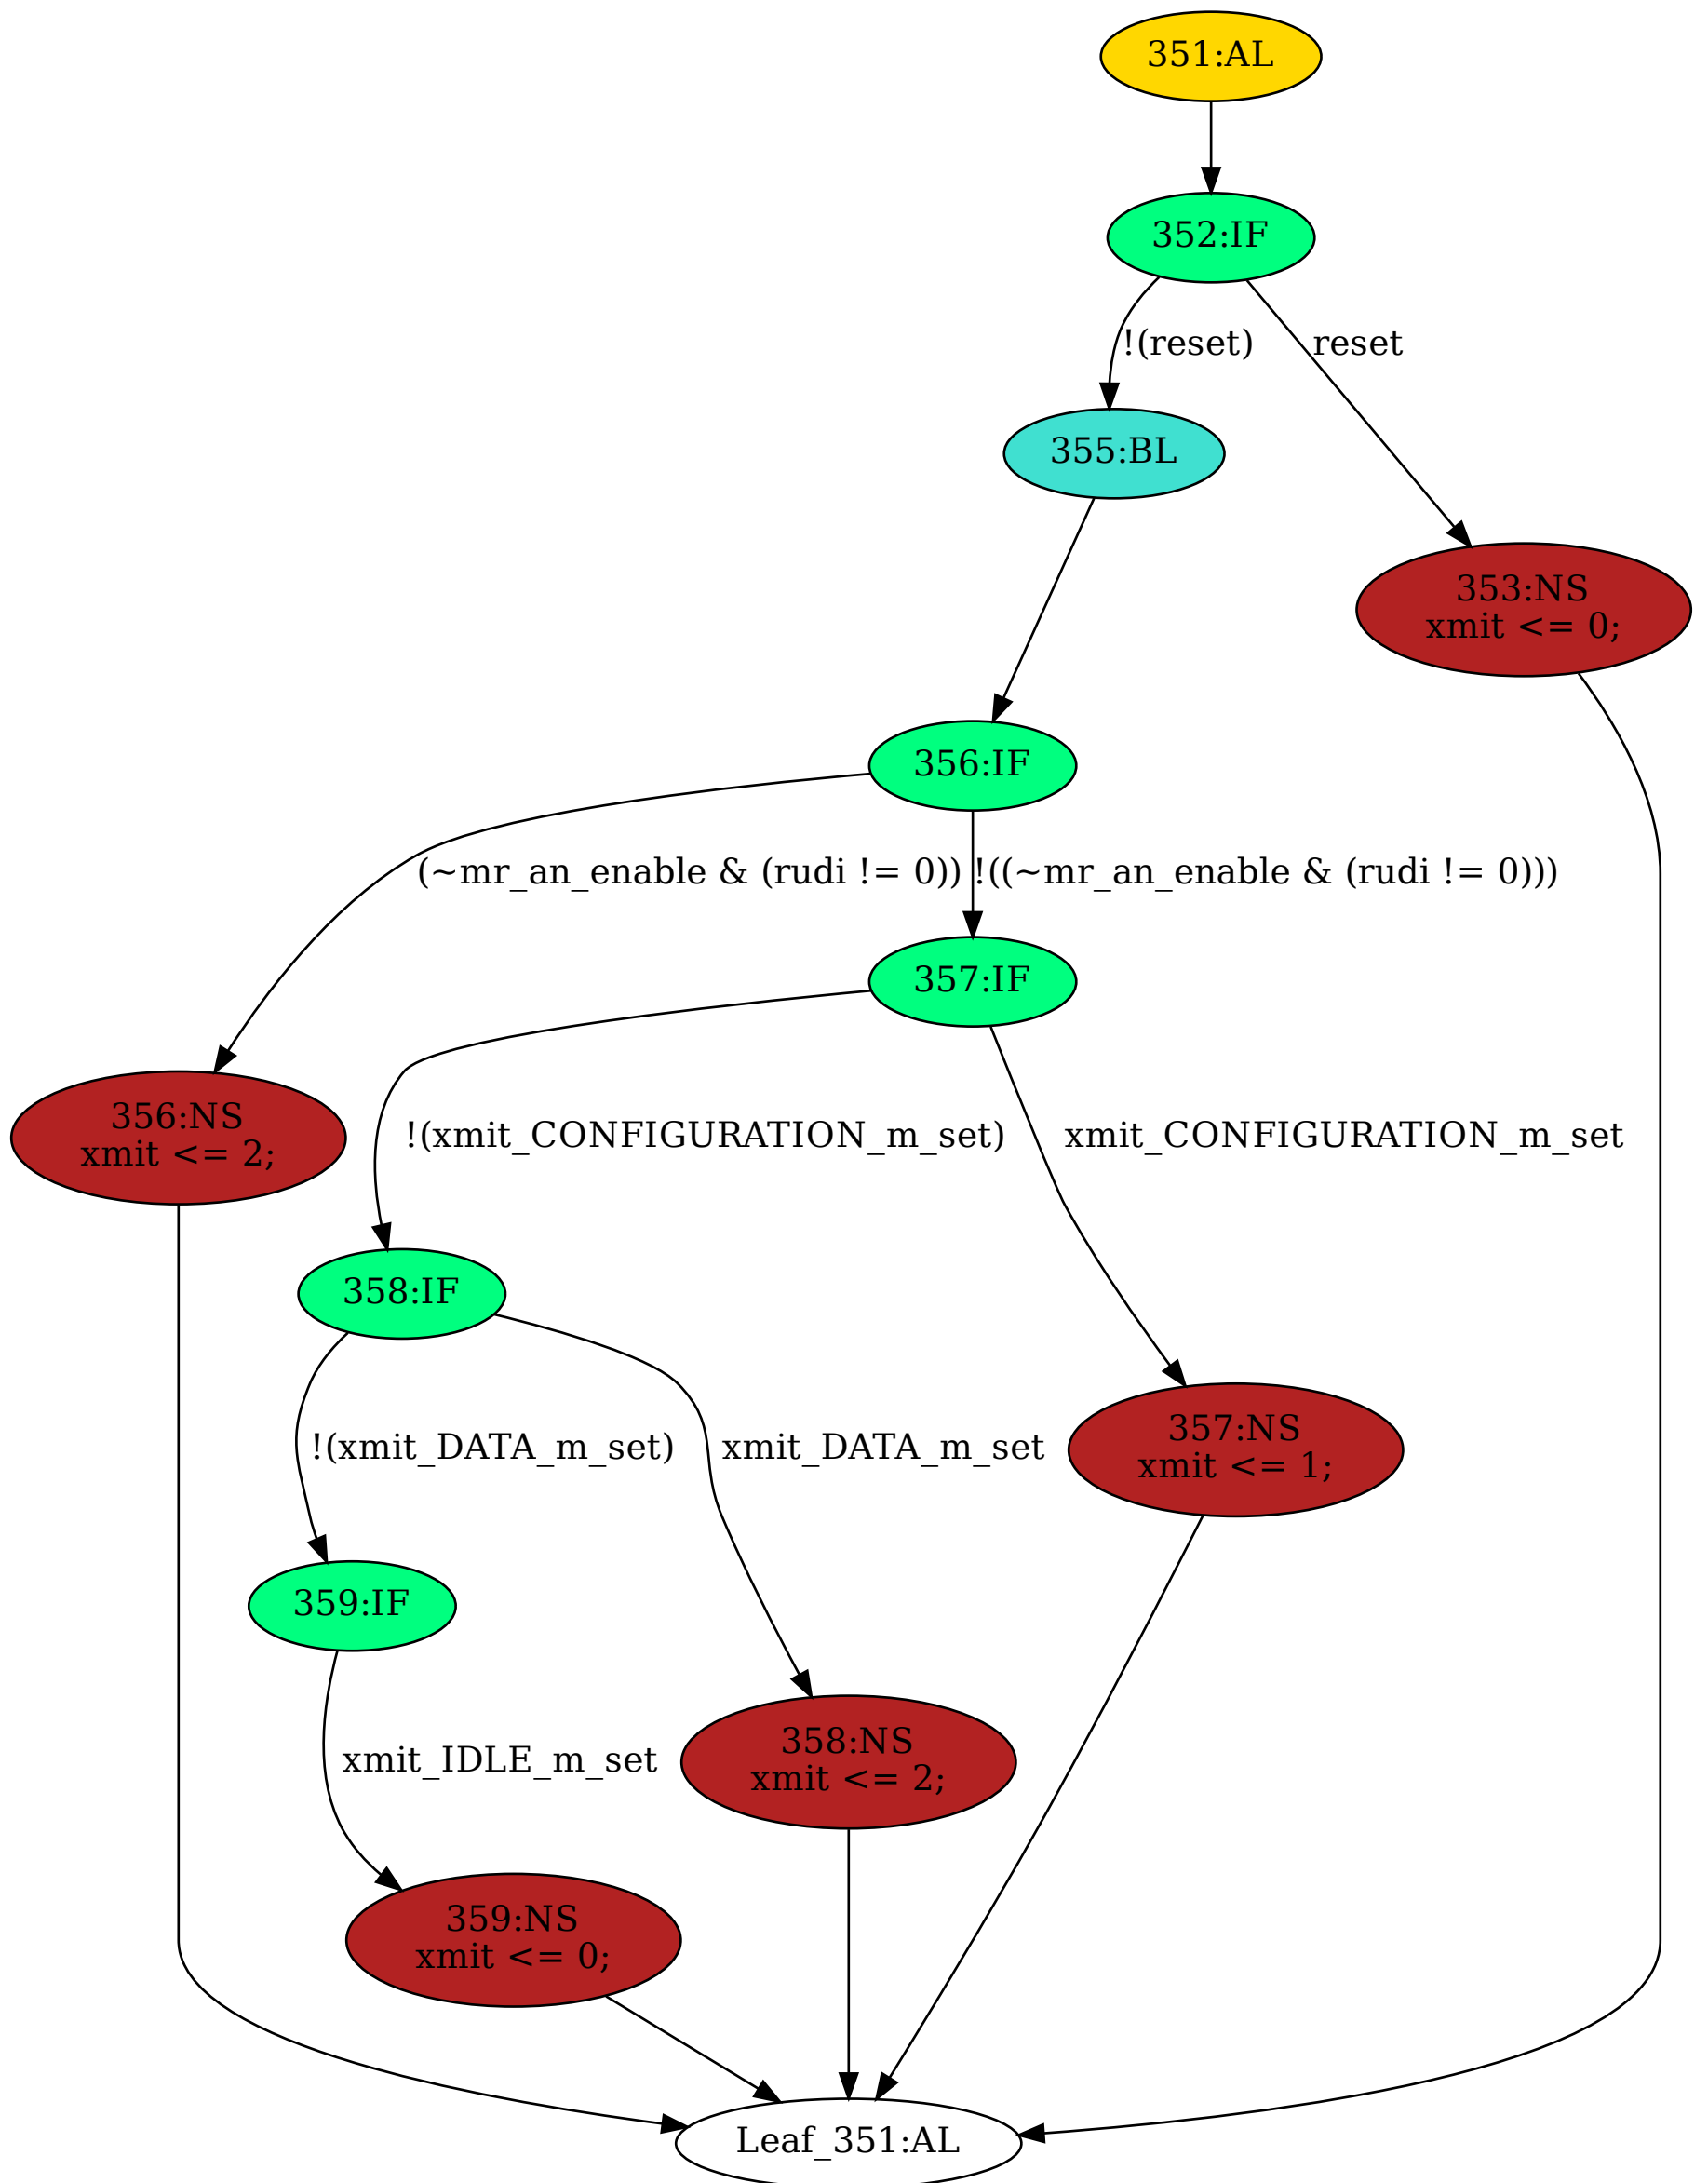 351:AL
352:IF
!(reset)
reset
355:BL
353:NS
xmit <= 0;
356:IF
(~mr_an_enable & (rudi != 0))
!((~mr_an_enable & (rudi != 0)))
357:IF
356:NS
xmit <= 2;
!(xmit_CONFIGURATION_m_set)
xmit_CONFIGURATION_m_set
358:IF
357:NS
xmit <= 1;
!(xmit_DATA_m_set)
xmit_DATA_m_set
359:IF
358:NS
xmit <= 2;
xmit_IDLE_m_set
359:NS
xmit <= 0;
Leaf_351:AL